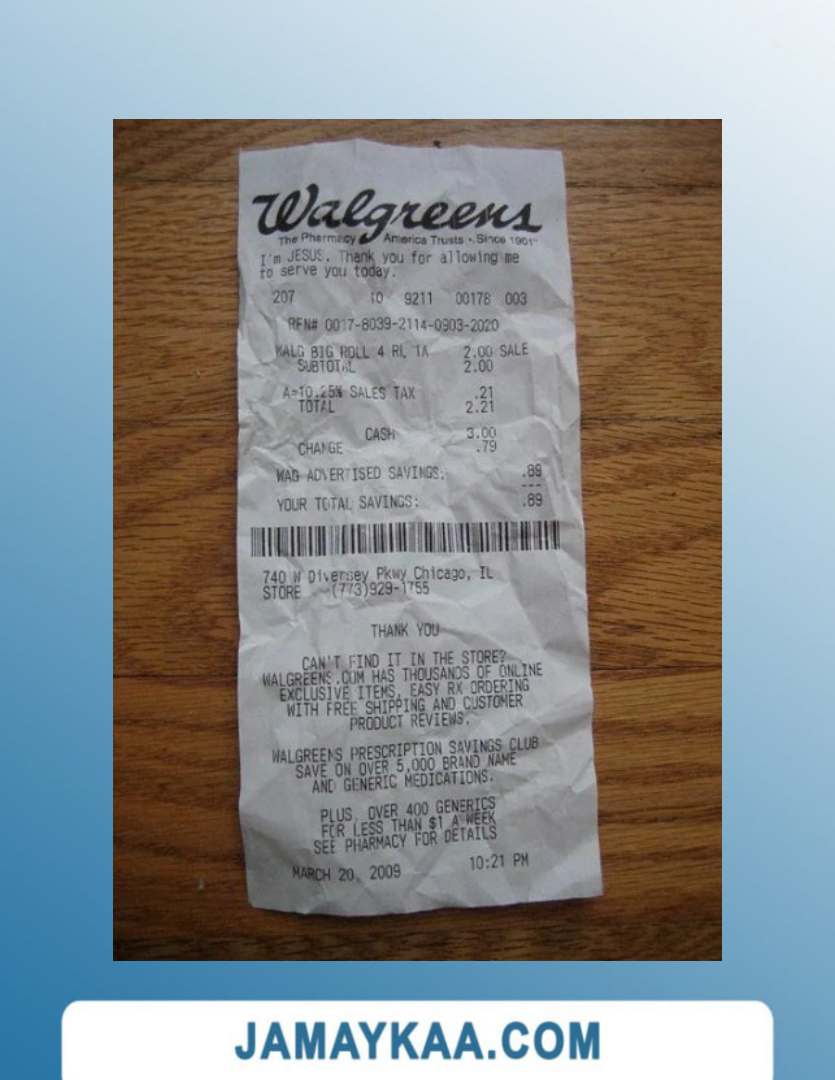 Walgreens
The Pharmacy America Trusts • Since 1901"
I'm JESUS. Thank you for allowing me
to serve you today.
207 10 9211 00178 003
RFN# 0017-8039-2114-0903-2020
WALG BIG ROLL 4 RL 1A 2.00 SALE
SUBTOTAL 2.00
A=10.25% SALES TAX .21
TOTAL 2.21
CASH 3.00
CHANGE .79
WAG ADVERTISED SAVINGS: .89
---
YOUR TOTAL SAVINGS: .89
740 W Diversey Pkwy Chicago, IL
STORE (773)929-1755
THANK YOU
CAN'T FIND IT IN THE STORE?
WALGREENS.COM HAS THOUSANDS OF ONLINE
EXCLUSIVE ITEMS, EASY RX ORDERING
WITH FREE SHIPPING AND CUSTOMER
PRODUCT REVIEWS.
WALGREENS PRESCRIPTION SAVINGS CLUB
SAVE ON OVER 5,000 BRAND NAME
AND GENERIC MEDICATIONS.
PLUS, OVER 400 GENERICS
FOR LESS THAN $1 A WEEK
SEE PHARMACY FOR DETAILS
MARCH 20, 2009 10:21 PM
JAMAYKAA.COM